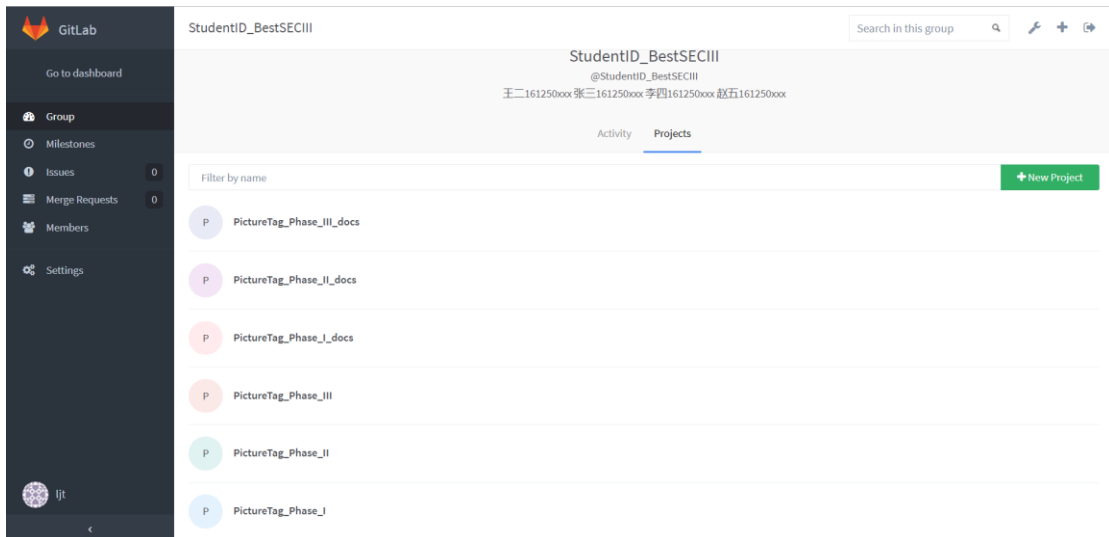 GitLab
StudentID_BestSECIII
Search in this group
Go to dashboard
Group
Milestones
Issues 0
Merge Requests 0
Members
Settings
ljt
StudentID_BestSECIII
@StudentID_BestSECIII
王二161250xxx 张三161250xxx 李四161250xxx 赵五161250xxx
Activity Projects
Filter by name
New Project
P PictureTag_Phase_III_docs
P PictureTag_Phase_II_docs
P PictureTag_Phase_I_docs
P PictureTag_Phase_III
P PictureTag_Phase_II
P PictureTag_Phase_I